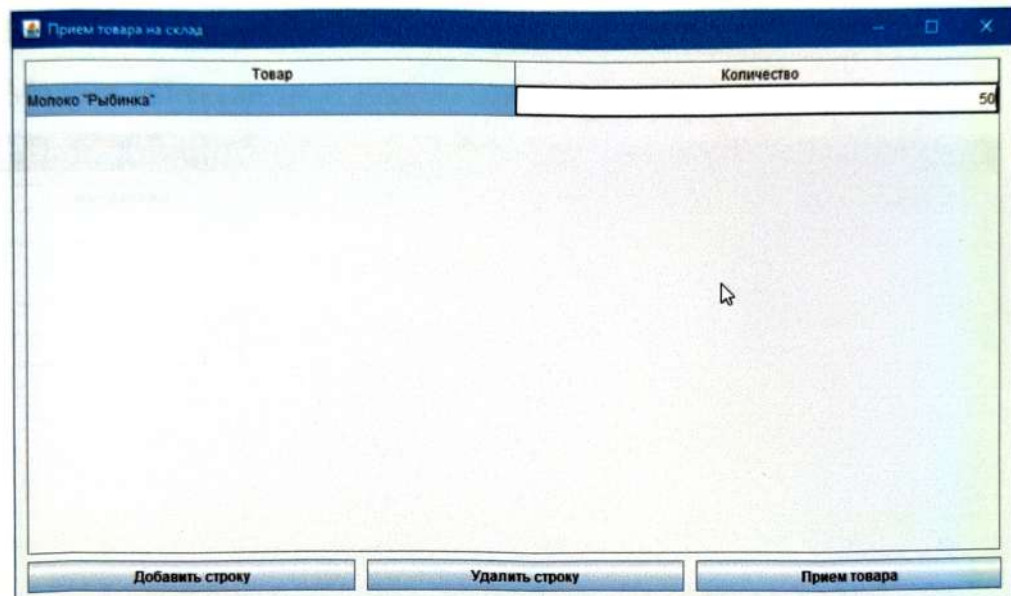 Прием товара на склад
Товар Количество
Молоко "Рыбинка" 50
Добавить строку Удалить строку Прием товара